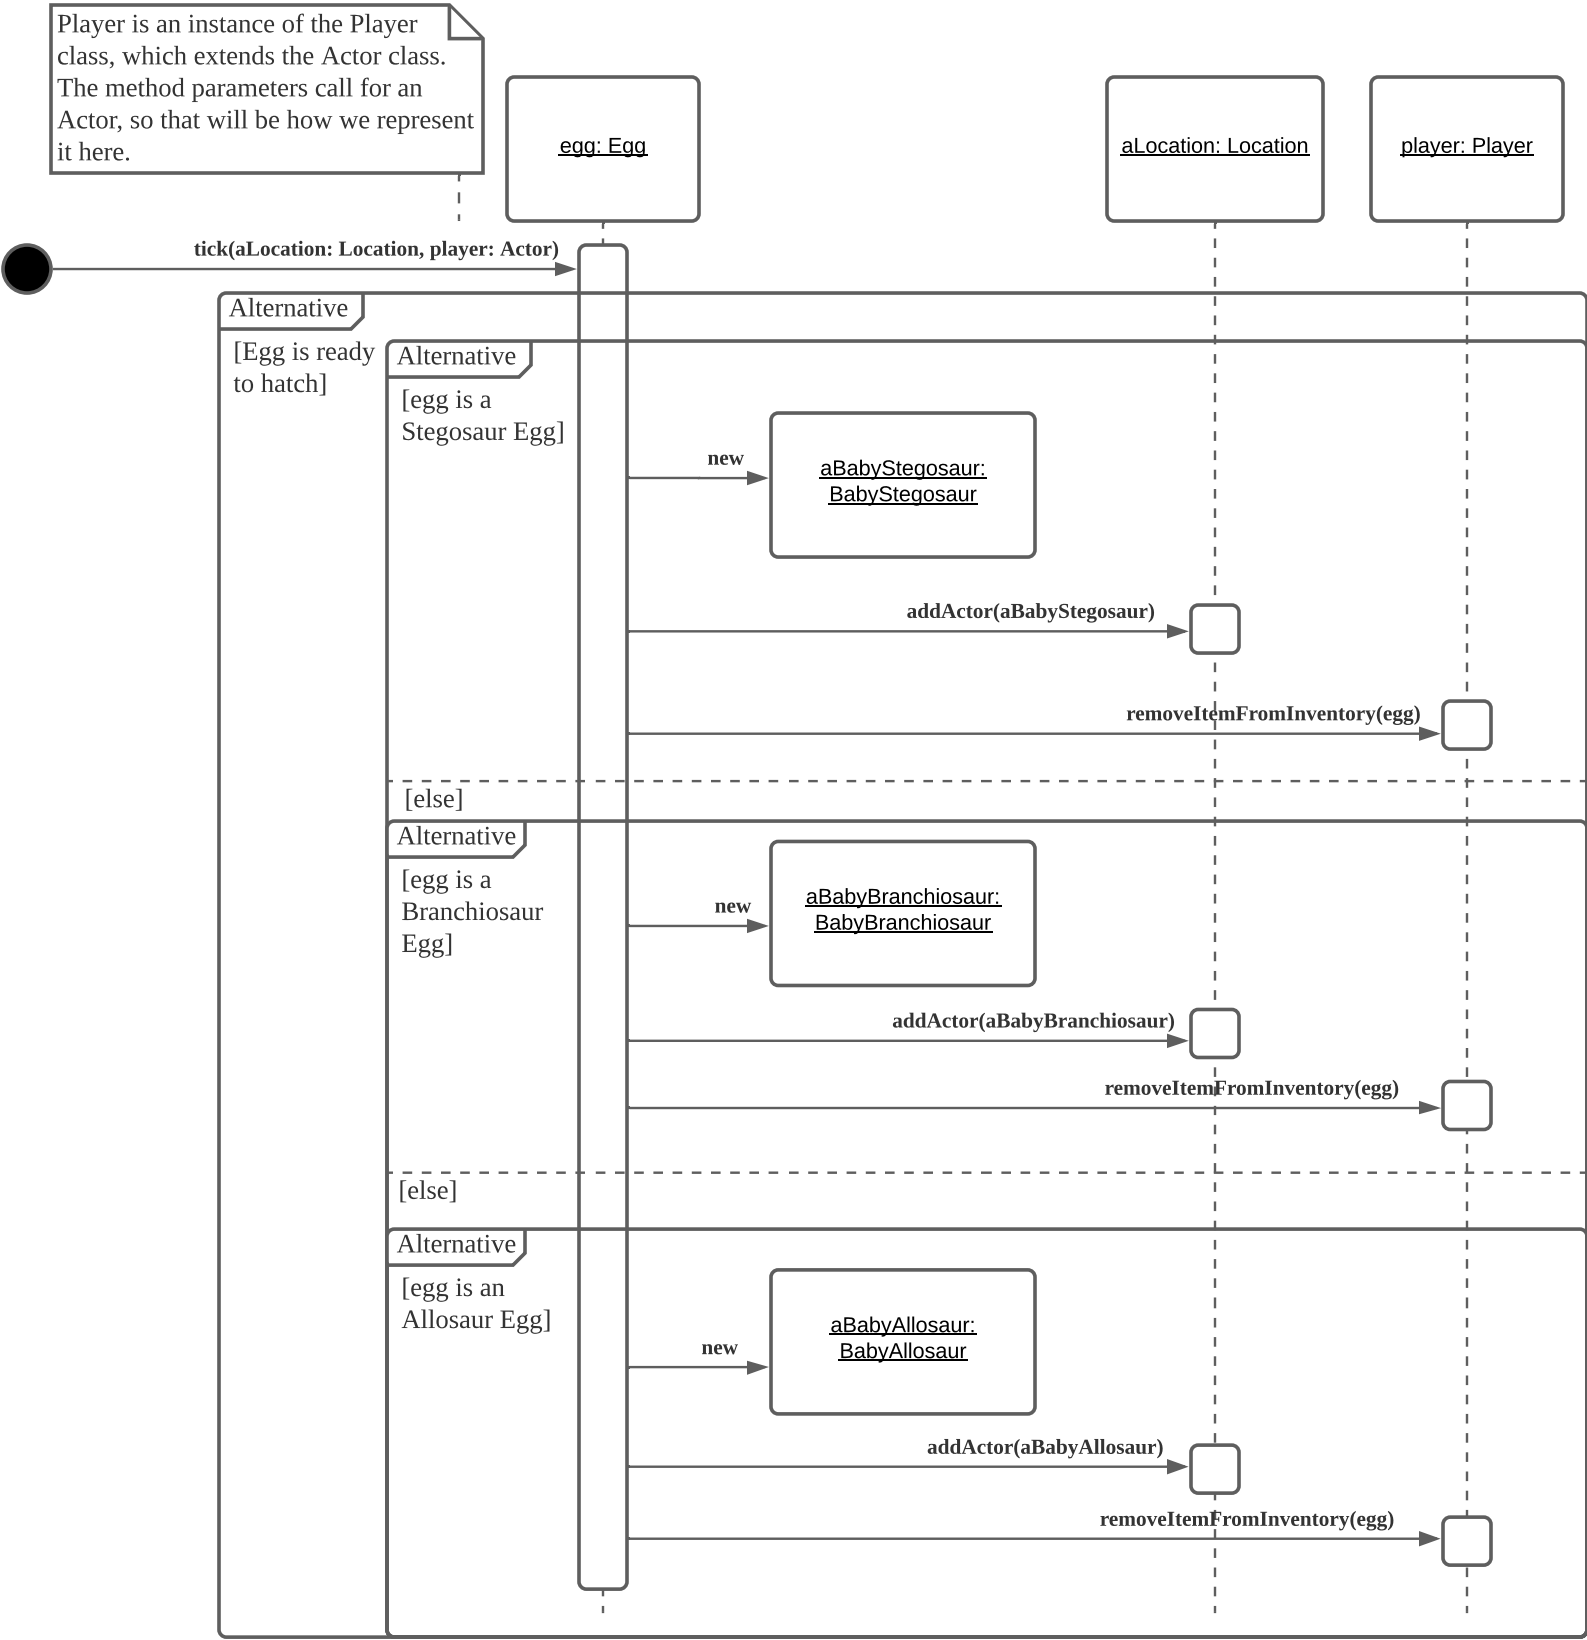 Player is an instance of the Player
class, which extends the Actor class.
The method parameters call for an
Actor, so that will be how we represent
it here.
egg: Egg
aLocation: Location
player: Player
tick(aLocation: Location, player: Actor)
Alternative
[Egg is ready
to hatch]
Alternative
[egg is a
Stegosaur Egg]
new
aBabyStegosaur:
BabyStegosaur
addActor(aBabyStegosaur)
removeItemFromInventory(egg)
[else]
Alternative
[egg is a
Branchiosaur
Egg]
new
aBabyBranchiosaur:
BabyBranchiosaur
addActor(aBabyBranchiosaur)
removeItemFromInventory(egg)
[else]
Alternative
[egg is an
Allosaur Egg]
new
aBabyAllosaur:
BabyAllosaur
addActor(aBabyAllosaur)
removeItemFromInventory(egg)